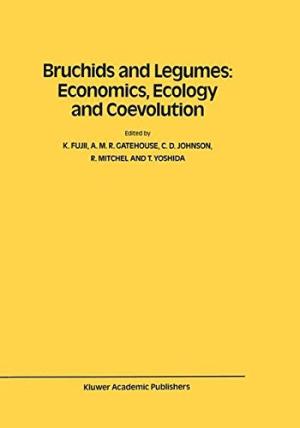 Bruchids and Legumes:
Economics, Ecology
and Coevolution
Edited by
K. FUJII, A. M. R. GATEHOUSE, C. D. JOHNSON,
R. MITCHEL AND T. YOSHIDA
Kluwer Academic Publishers